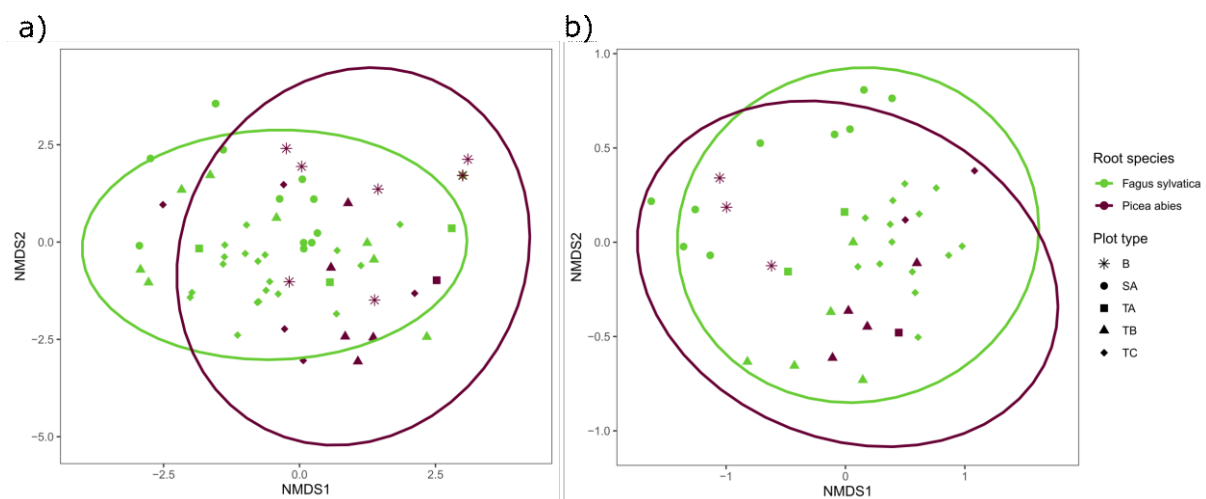 a)
2.5
0.0
−2.5
−5.0
NMDS2
−2.5
0.0
2.5
NMDS1
b)
1.0
0.5
0.0
−0.5
−1.0
NMDS2
−1
0
1
NMDS1
Root species
Fagus sylvatica
Picea abies
Plot type
B
SA
TA
TB
TC